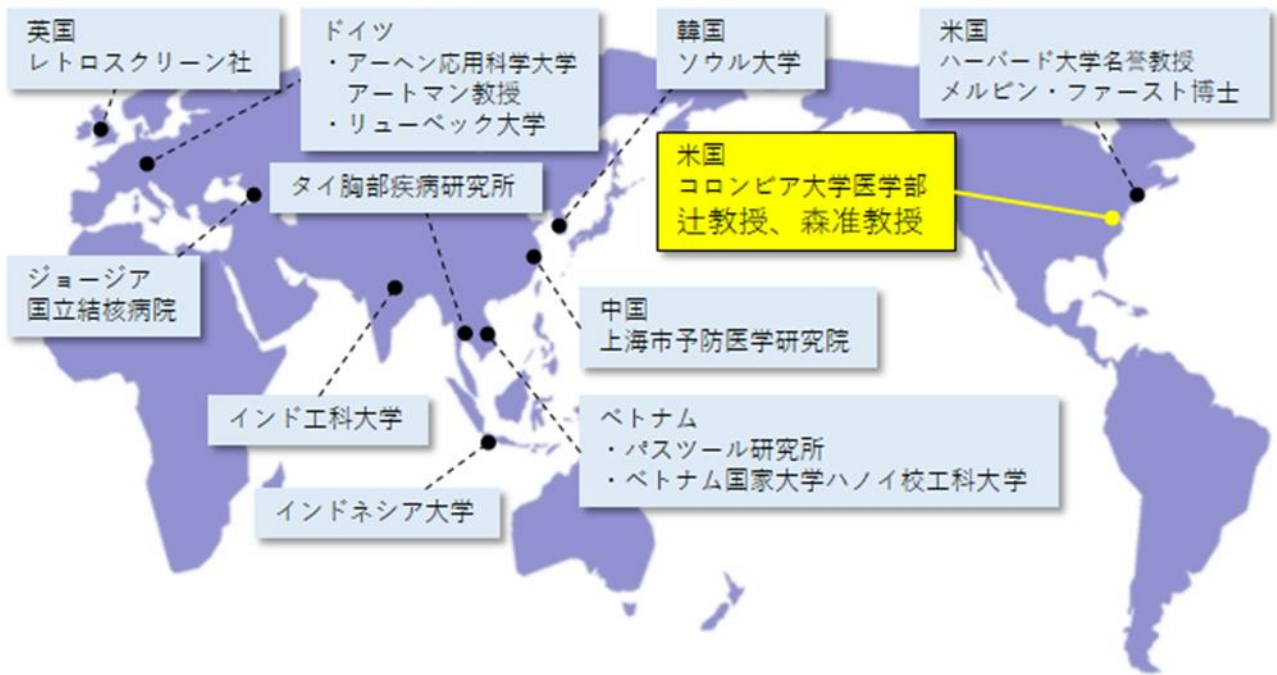 英国
レトロスクリーン社
ドイツ
・アーヘン応用科学大学
アートマン教授
・リューベック大学
韓国
ソウル大学
米国
ハーバード大学名誉教授
メルビン・ファースト博士
米国
コロンビア大学医学部
辻教授、森准教授
タイ胸部疾病研究所
ジョージア
国立結核病院
中国
上海市予防医学研究院
インド工科大学
ベトナム
・パスツール研究所
・ベトナム国家大学ハノイ校工科大学
インドネシア大学